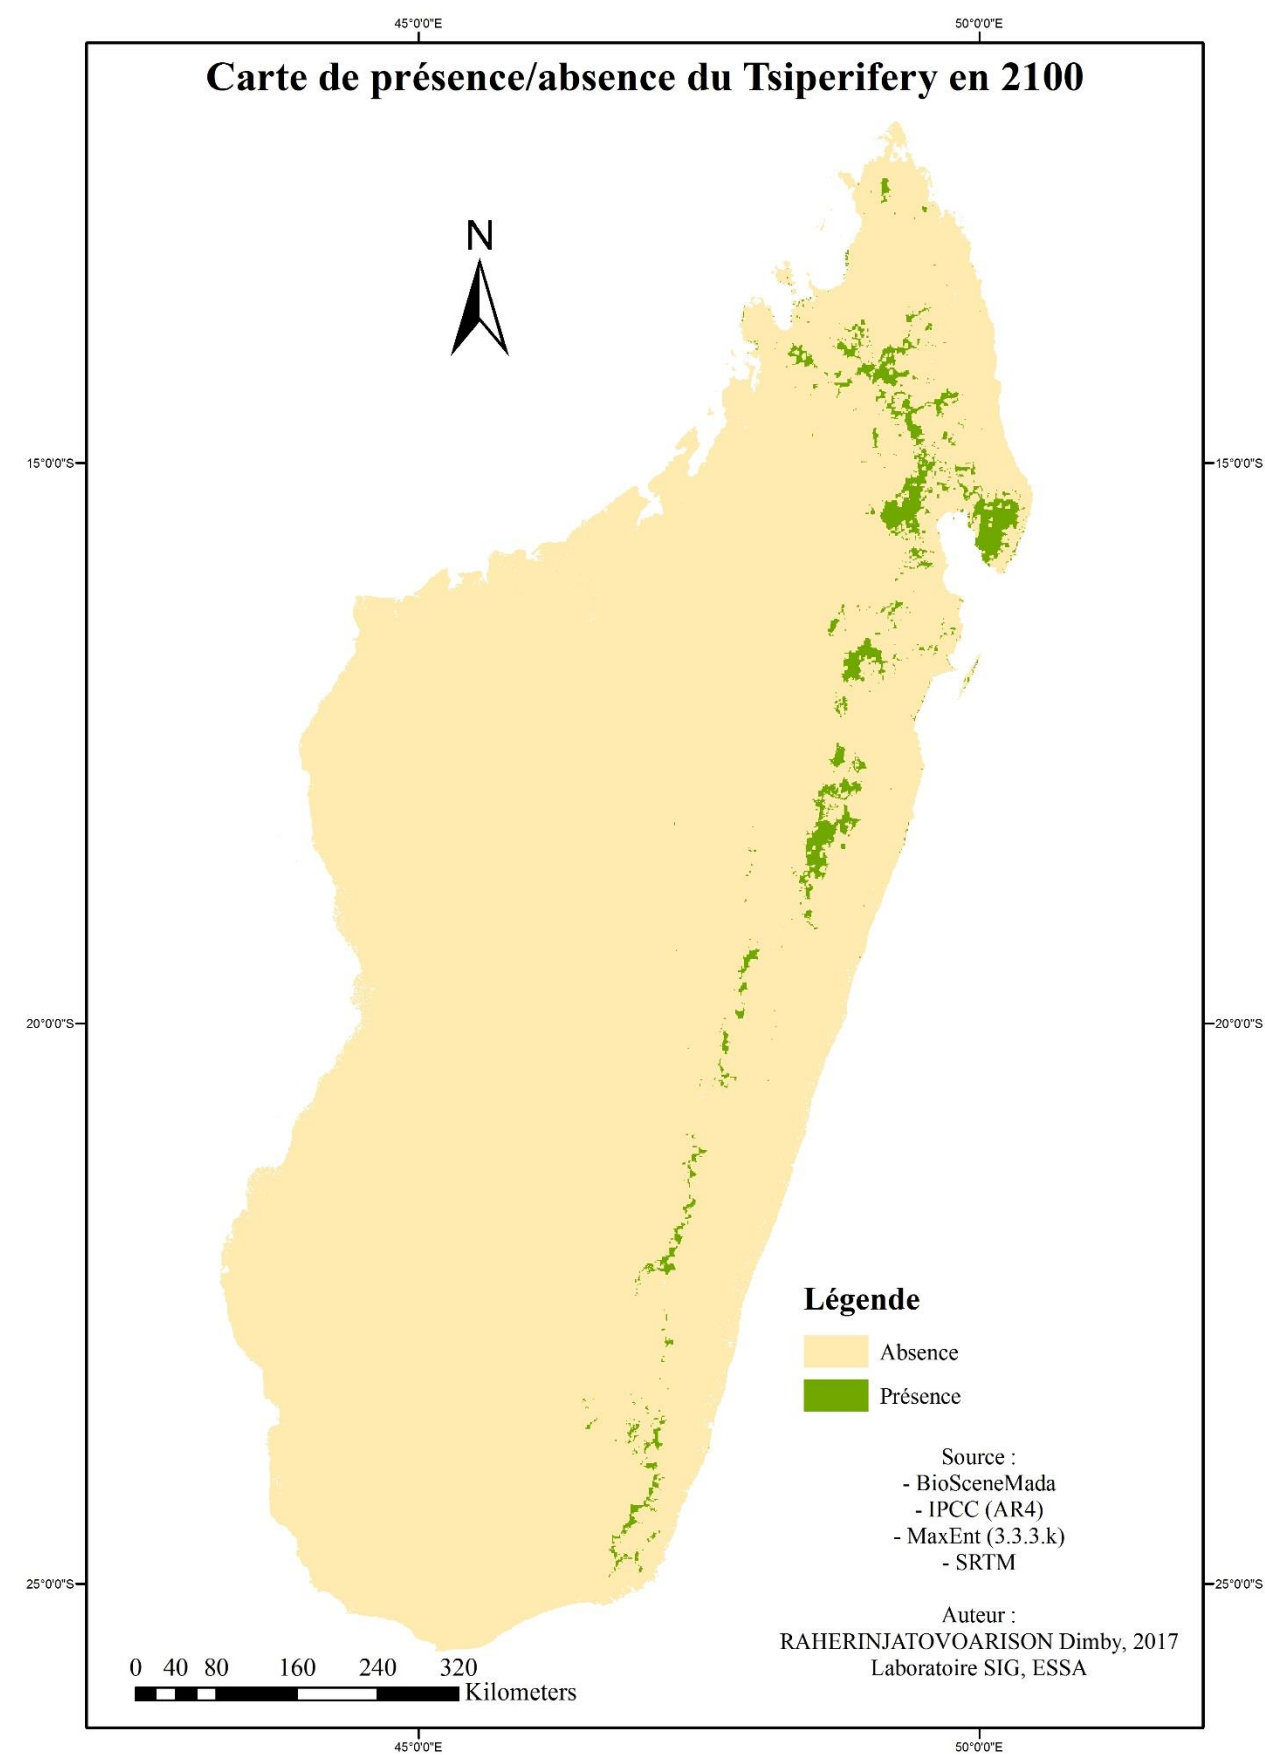 45°0'0"E 50°0'0"E
Carte de présence/absence du Tsiperifery en 2100
N
15°0'0"S 15°0'0"S
20°0'0"S 20°0'0"S
Légende
Absence
Présence
Source :
- BioSceneMada
- IPCC (AR4)
- MaxEnt (3.3.3.k)
- SRTM
25°0'0"S 25°0'0"S
Auteur :
RAHERINJATOVOARISON Dimby, 2017
Laboratoire SIG, ESSA
0 40 80 160 240 320
Kilometers
45°0'0"E 50°0'0"E